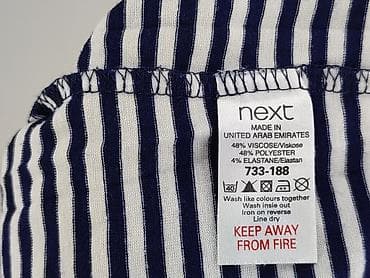 next
MADE IN
UNITED ARAB EMIRATES
48% VISCOSE/Viskose
48% POLYESTER
4% ELASTANE/Elastan
733-188
40
Wash like colours together
Wash inside out
Iron on reverse
Line dry
KEEP AWAY
FROM FIRE